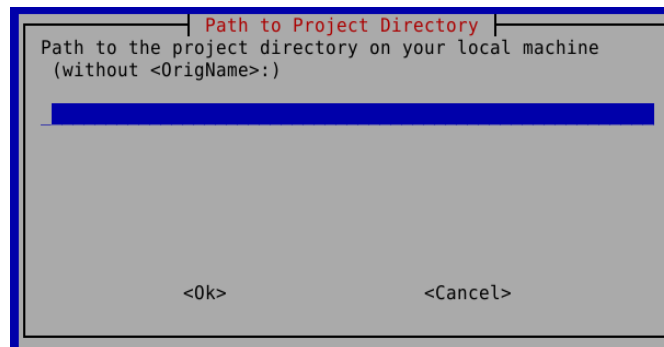 Path to Project Directory
Path to the project directory on your local machine
(without <OrigName>:)
<Ok> <Cancel>